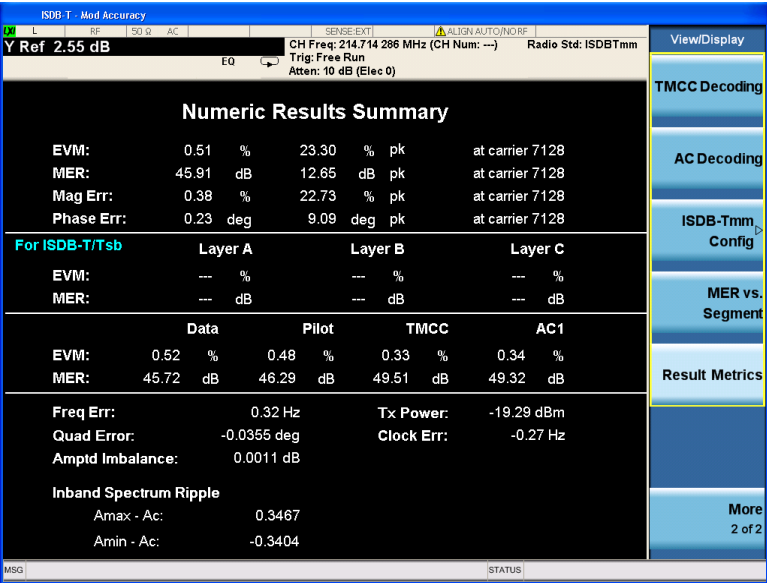 ISDB-T - Mod Accuracy
LXI L RF 50 Ω AC SENSE:EXT ALIGN AUTO/NO RF
Y Ref 2.55 dB
CH Freq: 214.714 286 MHz (CH Num: ---) Radio Std: ISDBTmm
EQ Trig: Free Run
Atten: 10 dB (Elec 0)
Numeric Results Summary
EVM: 0.51 % 23.30 % pk at carrier 7128
MER: 45.91 dB 12.65 dB pk at carrier 7128
Mag Err: 0.38 % 22.73 % pk at carrier 7128
Phase Err: 0.23 deg 9.09 deg pk at carrier 7128
For ISDB-T/Tsb Layer A Layer B Layer C
EVM: --- % --- % --- %
MER: --- dB --- dB --- dB
Data Pilot TMCC AC1
EVM: 0.52 % 0.48 % 0.33 % 0.34 %
MER: 45.72 dB 46.29 dB 49.51 dB 49.32 dB
Freq Err: 0.32 Hz Tx Power: -19.29 dBm
Quad Error: -0.0355 deg Clock Err: -0.27 Hz
Amptd Imbalance: 0.0011 dB
Inband Spectrum Ripple
Amax - Ac: 0.3467
Amin - Ac: -0.3404
View/Display
TMCC Decoding
AC Decoding
ISDB-Tmm
Config
MER vs.
Segment
Result Metrics
More
2 of 2
MSG STATUS